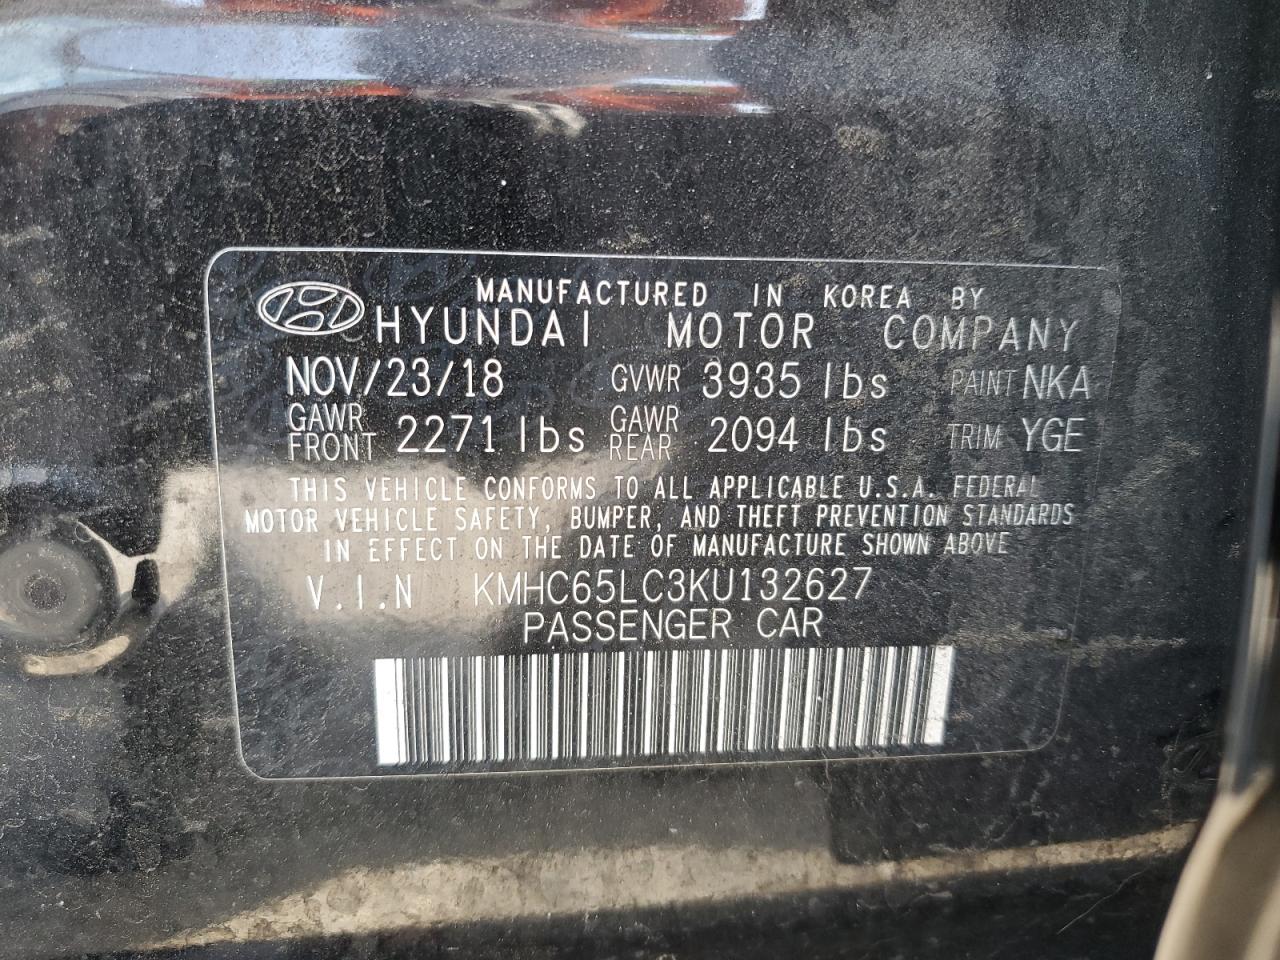 MANUFACTURED IN KOREA BY
HYUNDAI MOTOR COMPANY
NOV/23/18 GVWR 3935 lbs PAINT NKA
GAWR FRONT 2271 lbs GAWR REAR 2094 lbs TRIM YGE
THIS VEHICLE CONFORMS TO ALL APPLICABLE U.S.A. FEDERAL
MOTOR VEHICLE SAFETY, BUMPER, AND THEFT PREVENTION STANDARDS
IN EFFECT ON THE DATE OF MANUFACTURE SHOWN ABOVE
V.I.N KMHC65LC3KU132627
PASSENGER CAR